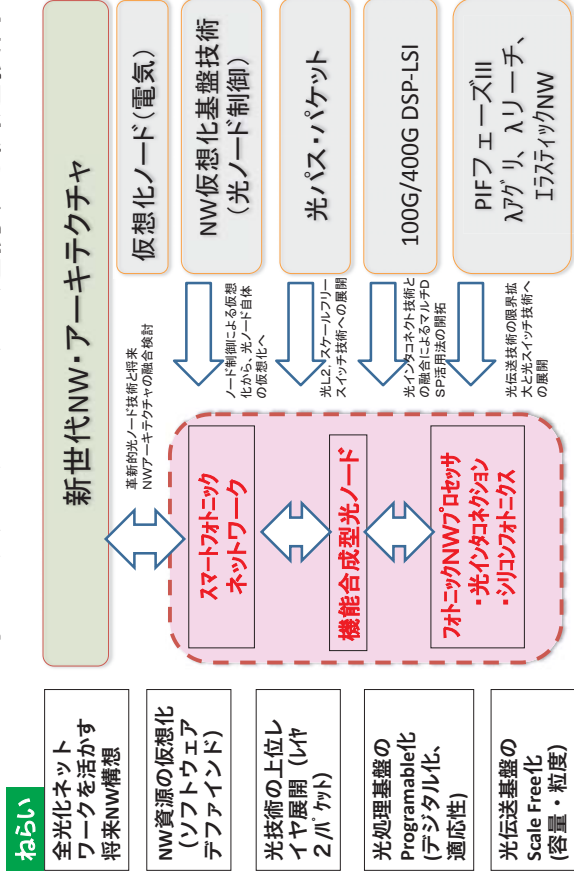 ねらい
全光化ネット
ワークを活かす
将来NW構想
NW資源の仮想化
(ソフトウェア
デファインド)
光技術の上位レ
イヤ展開 (レイヤ
2/パケット)
光処理基盤の
Programable化
(デジタル化、
適応性)
光伝送基盤の
Scale Free化
(容量・粒度)
新世代NW・アーキテクチャ
革新的光ノード技術と将来
NWアーキテクチャの融合検討
スマートフォトニック
ネットワーク
機能合成型光ノード
フォトニックNWプロセッサ
・光インタコネクション
・シリコンフォトニクス
ノード制御による仮想
化から、光ノード自体
の仮想化へ
光L2、スケールフリー
スイッチ技術への展開
光インタコネクト技術と
の融合によるマルチD
SP活用法の開拓
光伝送技術の限界拡
大と光スイッチ技術へ
の展開
仮想化ノード(電気)
NW仮想化基盤技術
(光ノード制御)
光パス・パケット
100G/400G DSP-LSI
PIFフェーズIII
λアグリ、λリーチ、
エラスティックNW